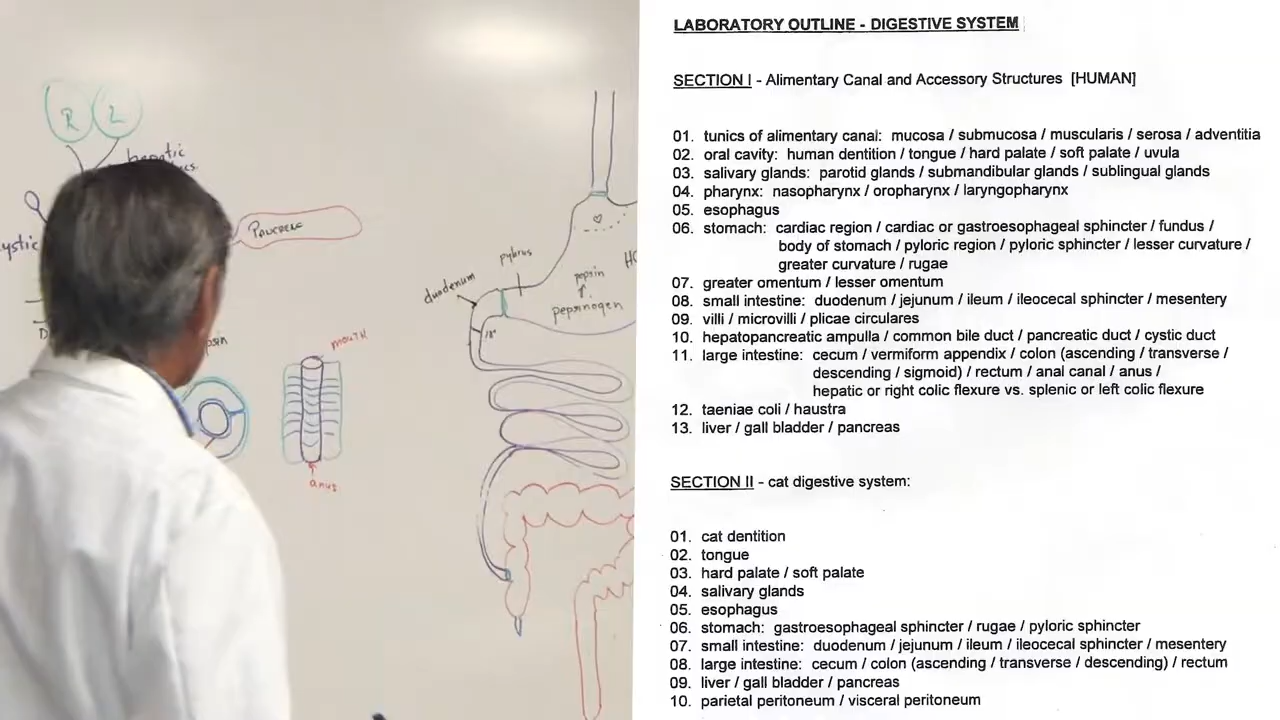 R L
hepatic
ystic
PANCREAS
psin
MOUTH
anus
duodenum
pylorus
pepsin
pepsinogen
HC
18"
LABORATORY OUTLINE - DIGESTIVE SYSTEM
SECTION I - Alimentary Canal and Accessory Structures [HUMAN]
01. tunics of alimentary canal: mucosa / submucosa / muscularis / serosa / adventitia
02. oral cavity: human dentition / tongue / hard palate / soft palate / uvula
03. salivary glands: parotid glands / submandibular glands / sublingual glands
04. pharynx: nasopharynx / oropharynx / laryngopharynx
05. esophagus
06. stomach: cardiac region / cardiac or gastroesophageal sphincter / fundus /
body of stomach / pyloric region / pyloric sphincter / lesser curvature /
greater curvature / rugae
07. greater omentum / lesser omentum
08. small intestine: duodenum / jejunum / ileum / ileocecal sphincter / mesentery
09. villi / microvilli / plicae circulares
10. hepatopancreatic ampulla / common bile duct / pancreatic duct / cystic duct
11. large intestine: cecum / vermiform appendix / colon (ascending / transverse /
descending / sigmoid) / rectum / anal canal / anus /
hepatic or right colic flexure vs. splenic or left colic flexure
12. taeniae coli / haustra
13. liver / gall bladder / pancreas
SECTION II - cat digestive system:
01. cat dentition
02. tongue
03. hard palate / soft palate
04. salivary glands
05. esophagus
06. stomach: gastroesophageal sphincter / rugae / pyloric sphincter
07. small intestine: duodenum / jejunum / ileum / ileocecal sphincter / mesentery
08. large intestine: cecum / colon (ascending / transverse / descending) / rectum
09. liver / gall bladder / pancreas
10. parietal peritoneum / visceral peritoneum